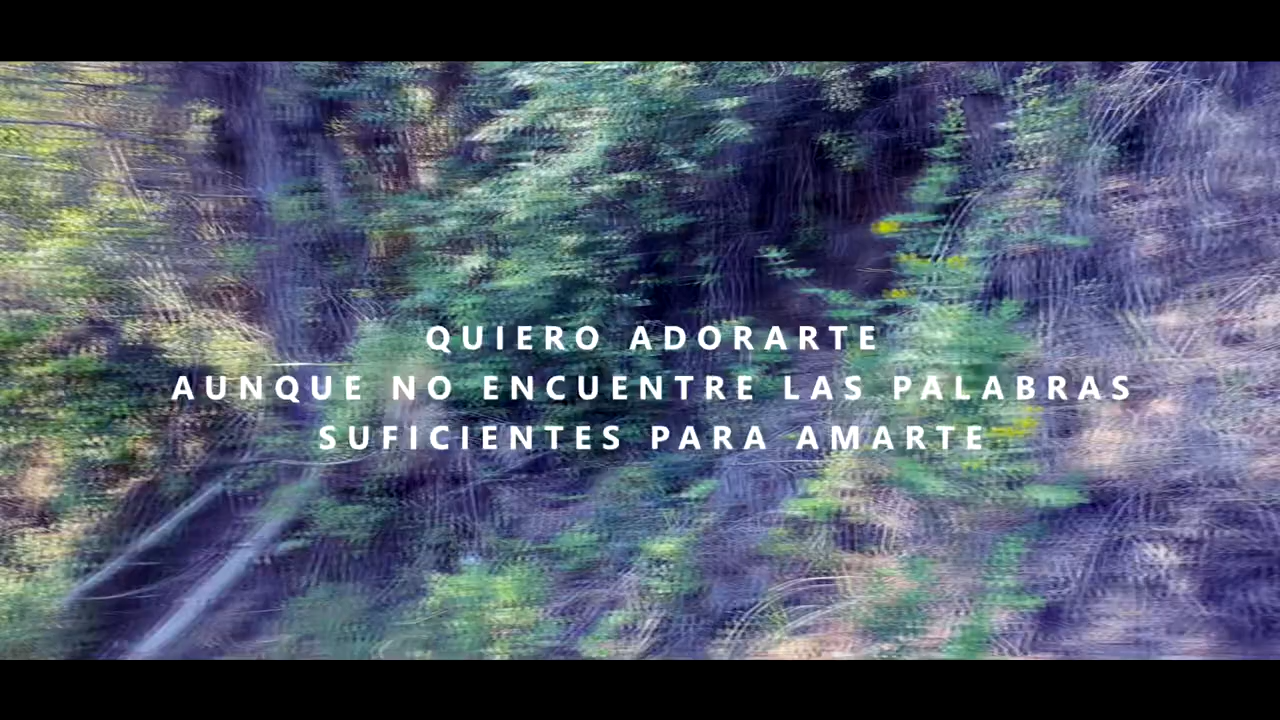 QUIERO ADORARTE
AUNQUE NO ENCUENTRE LAS PALABRAS
SUFICIENTES PARA AMARTE